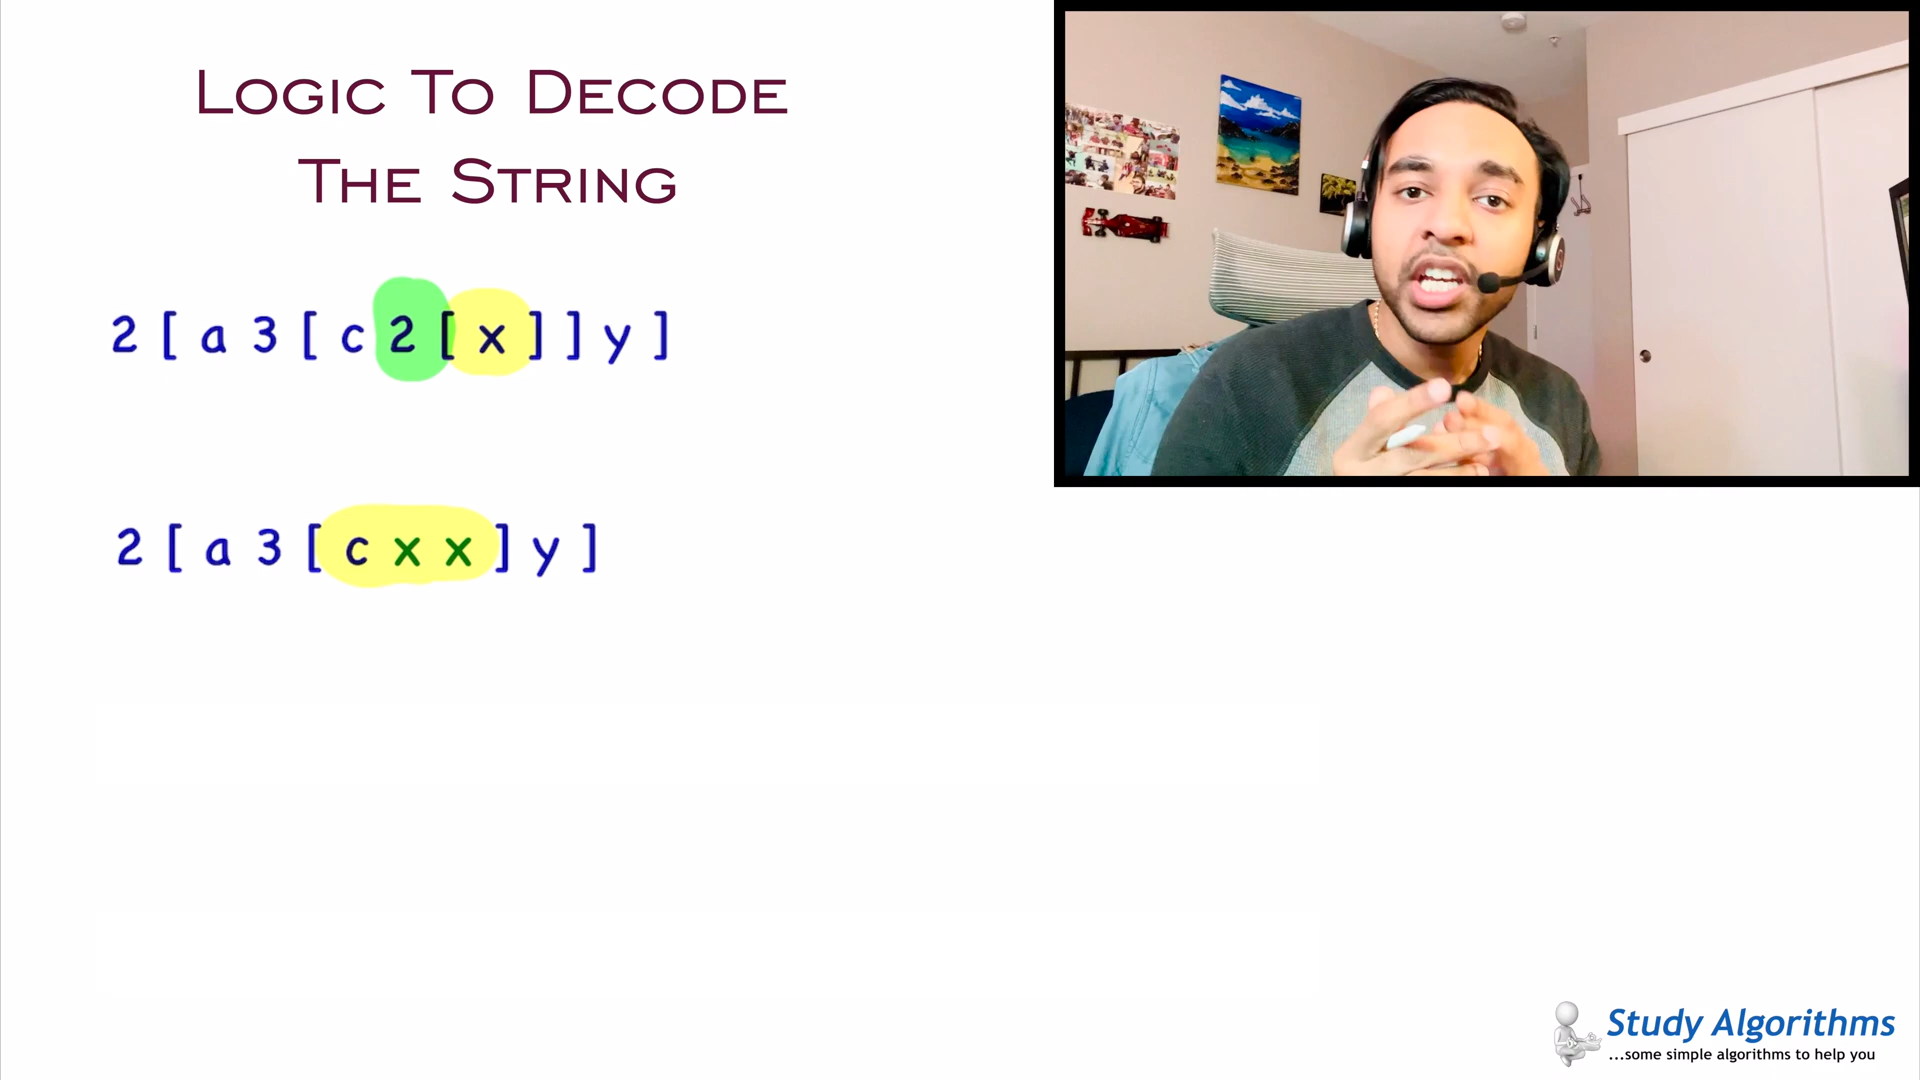 LOGIC TO DECODE
THE STRING
2 [ a 3 [ c 2 [ x ] ] y ]
2 [ a 3 [ c x x ] y ]
Study Algorithms
...some simple algorithms to help you